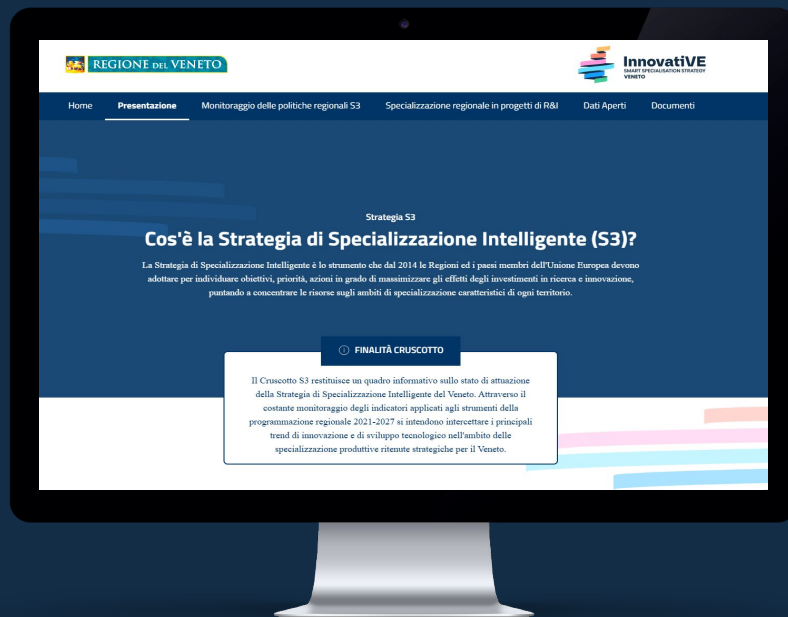 REGIONE DEL VENETO
InnovatiVE
SMART SPECIALISATION STRATEGY
VENETO
Home Presentazione Monitoraggio delle politiche regionali S3 Specializzazione regionale in progetti di R&I Dati Aperti Documenti
Strategia S3
Cos'è la Strategia di Specializzazione Intelligente (S3)?
La Strategia di Specializzazione Intelligente è lo strumento che dal 2014 le Regioni ed i paesi membri dell'Unione Europea devono
adottare per individuare obiettivi, priorità, azioni in grado di massimizzare gli effetti degli investimenti in ricerca e innovazione,
puntando a concentrare le risorse sugli ambiti di specializzazione caratteristici di ogni territorio.
FINALITÀ CRUSCOTTO
Il Cruscotto S3 restituisce un quadro informativo sullo stato di attuazione
della Strategia di Specializzazione Intelligente del Veneto. Attraverso il
costante monitoraggio degli indicatori applicati agli strumenti della
programmazione regionale 2021-2027 si intendono intercettare i principali
trend di innovazione e di sviluppo tecnologico nell'ambito delle
specializzazione produttive ritenute strategiche per il Veneto.